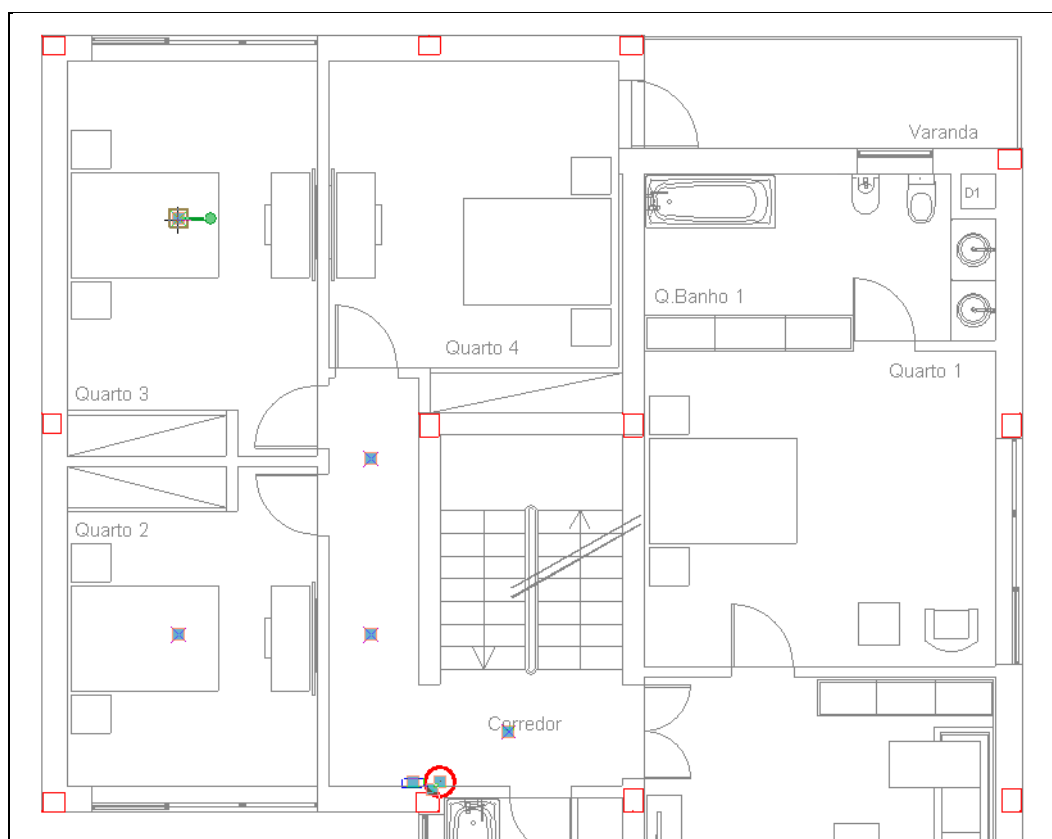 Varanda
D1
Q.Banho 1
Quarto 4
Quarto 1
Quarto 3
Quarto 2
Corredor